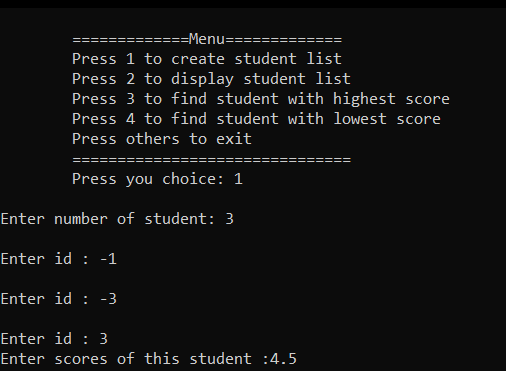 =============Menu=============
Press 1 to create student list
Press 2 to display student list
Press 3 to find student with highest score
Press 4 to find student with lowest score
Press others to exit
===============================
Press you choice: 1
Enter number of student: 3
Enter id : -1
Enter id : -3
Enter id : 3
Enter scores of this student :4.5